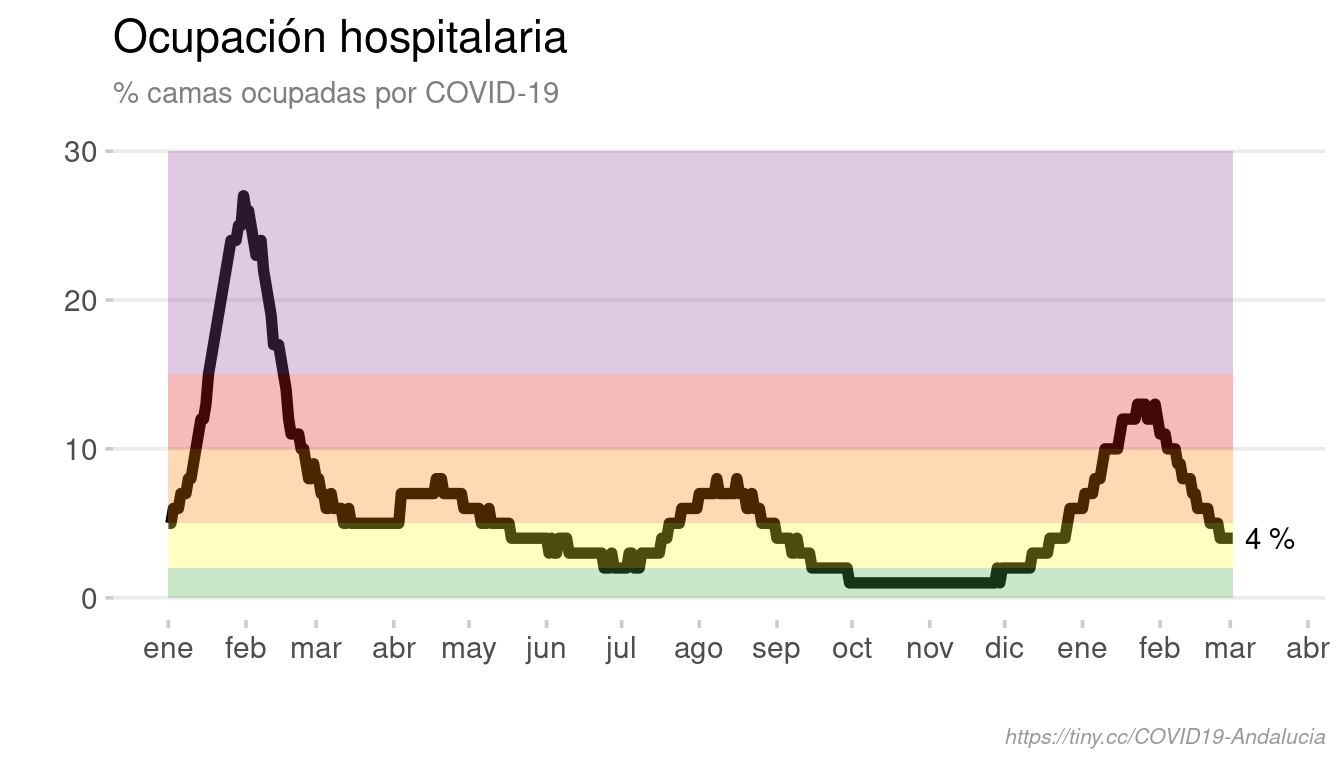 Ocupación hospitalaria
% camas ocupadas por COVID-19
30
20
10
0
4 %
ene feb mar abr may jun jul ago sep oct nov dic ene feb mar abr
https://tiny.cc/COVID19-Andalucia